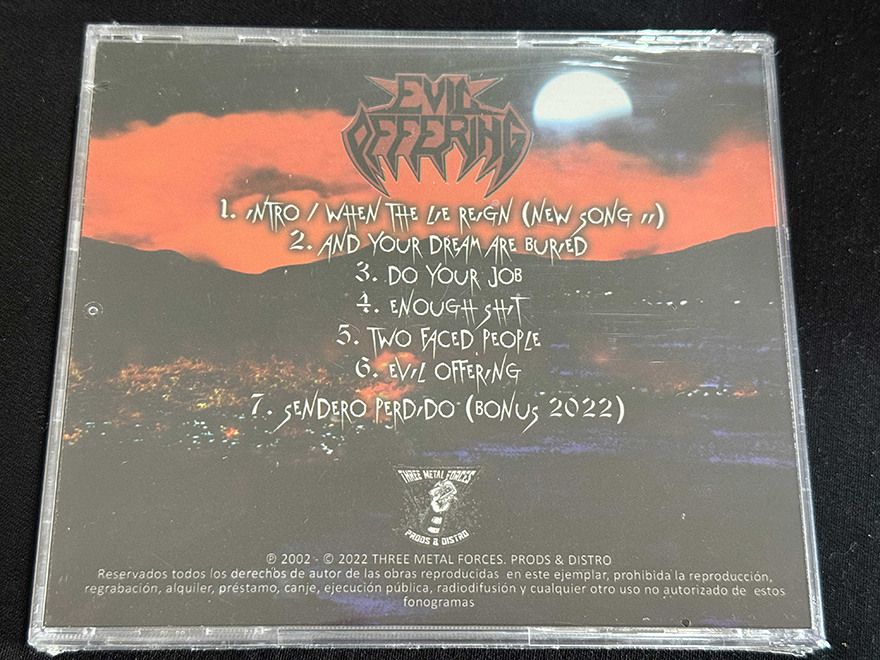 EVIL
OFFERING
1. INTRO / WHEN THE LIE REIGN (NEW SONG II)
2. AND YOUR DREAM ARE BURIED
3. DO YOUR JOB
4. ENOUGH SHIT
5. TWO FACED PEOPLE
6. EVIL OFFERING
7. SENDERO PERDIDO (BONUS 2022)
THREE METAL FORCES
PRODS & DISTRO
℗ 2002 - © 2022 THREE METAL FORCES. PRODS & DISTRO
Reservados todos los derechos de autor de las obras reproducidas en este ejemplar, prohibida la reproducción,
regrabación, alquiler, préstamo, canje, ejecución pública, radiodifusión y cualquier otro uso no autorizado de estos
fonogramas